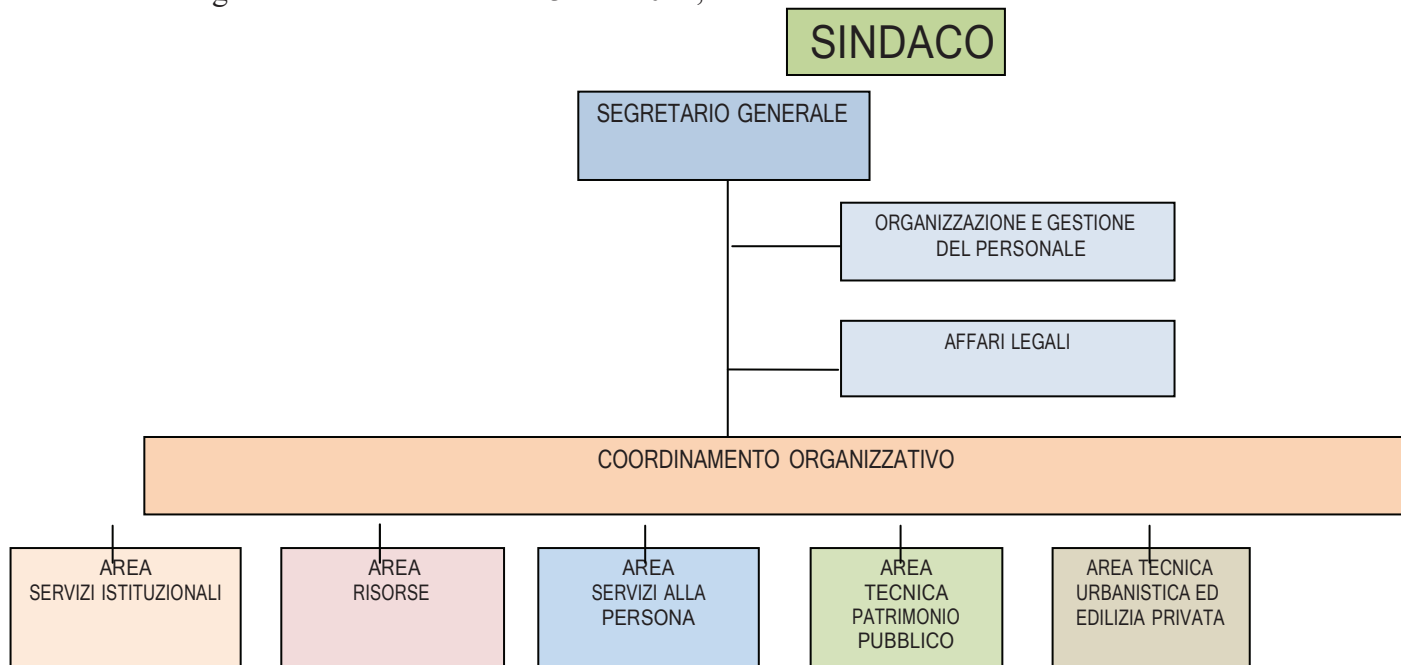 SINDACO
SEGRETARIO GENERALE
ORGANIZZAZIONE E GESTIONE
DEL PERSONALE
AFFARI LEGALI
COORDINAMENTO ORGANIZZATIVO
AREA
SERVIZI ISTITUZIONALI
AREA
RISORSE
AREA
SERVIZI ALLA
PERSONA
AREA
TECNICA
PATRIMONIO
PUBBLICO
AREA TECNICA
URBANISTICA ED
EDILIZIA PRIVATA